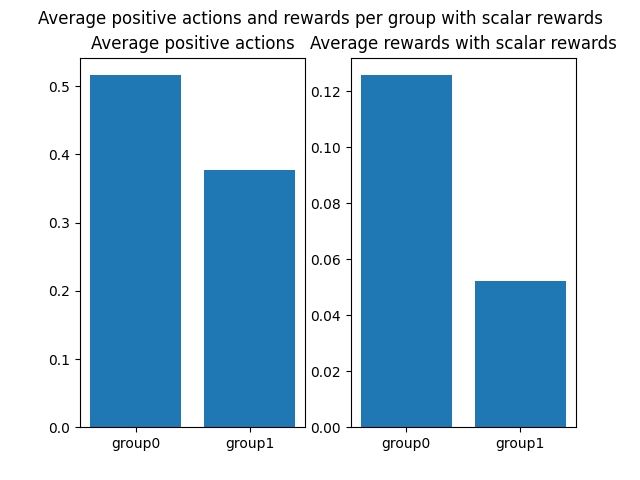 Average positive actions and rewards per group with scalar rewards
Average positive actions
0.5
0.4
0.3
0.2
0.1
0.0
group0 group1
Average rewards with scalar rewards
0.12
0.10
0.08
0.06
0.04
0.02
0.00
group0 group1